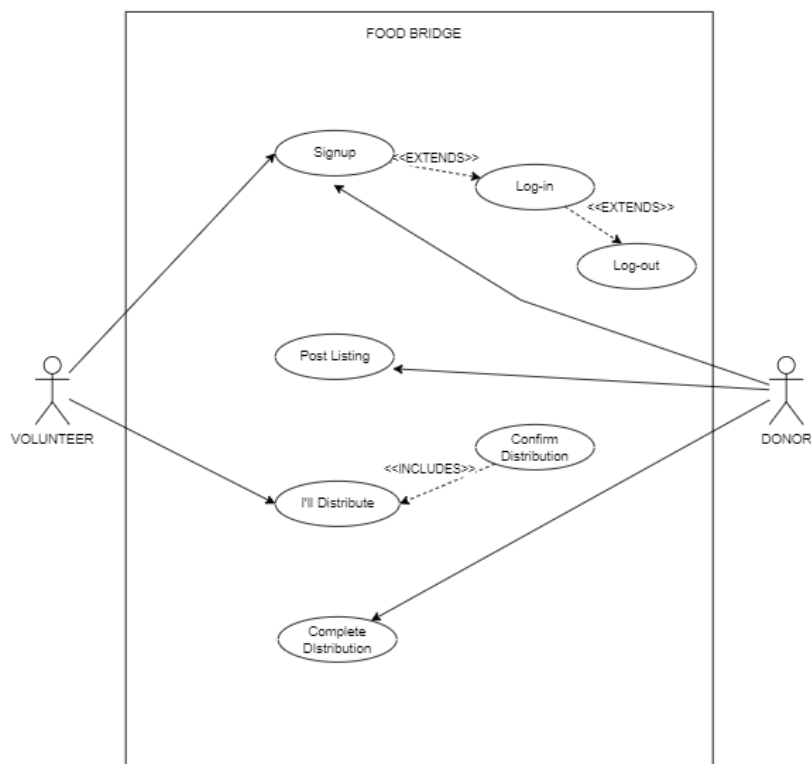 FOOD BRIDGE
Signup
<<EXTENDS>>
Log-in
<<EXTENDS>>
Log-out
Post Listing
VOLUNTEER
DONOR
Confirm
Distribution
<<INCLUDES>>
I'll Distribute
Complete
DIstribution